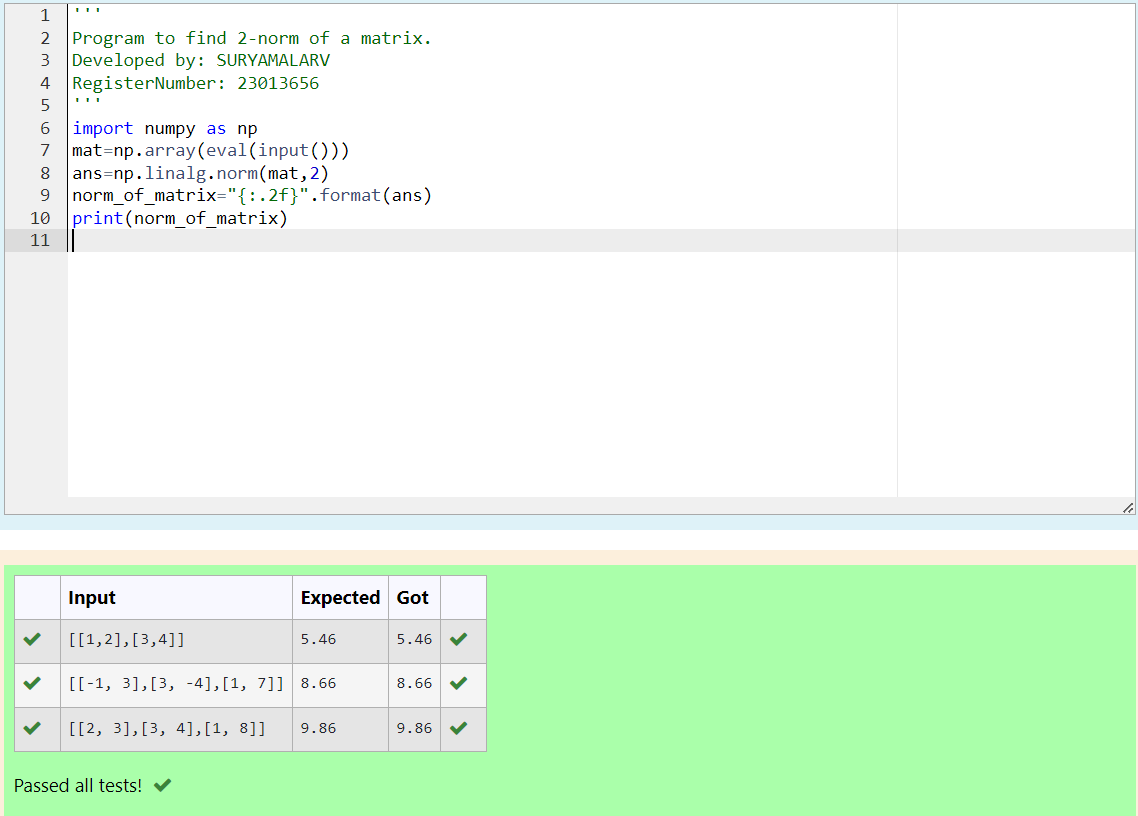 1 '''
2 Program to find 2-norm of a matrix.
3 Developed by: SURYAMALARV
4 RegisterNumber: 23013656
5 '''
6 import numpy as np
7 mat=np.array(eval(input()))
8 ans=np.linalg.norm(mat,2)
9 norm_of_matrix="{:.2f}".format(ans)
10 print(norm_of_matrix)
11
Input Expected Got
[[1,2],[3,4]] 5.46 5.46
[[-1, 3],[3, -4],[1, 7]] 8.66 8.66
[[2, 3],[3, 4],[1, 8]] 9.86 9.86
Passed all tests!